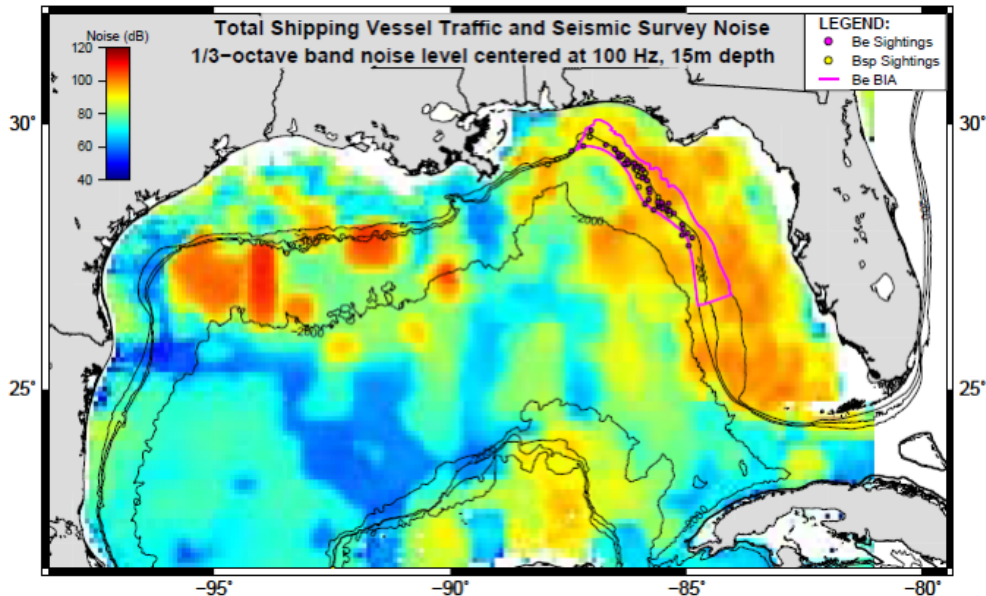 Total Shipping Vessel Traffic and Seismic Survey Noise
1/3−octave band noise level centered at 100 Hz, 15m depth
Noise (dB)
120
100
80
60
40
LEGEND:
Be Sightings
Bsp Sightings
Be BIA
30°
30°
25°
25°
−2000
−95°
−90°
−85°
−80°